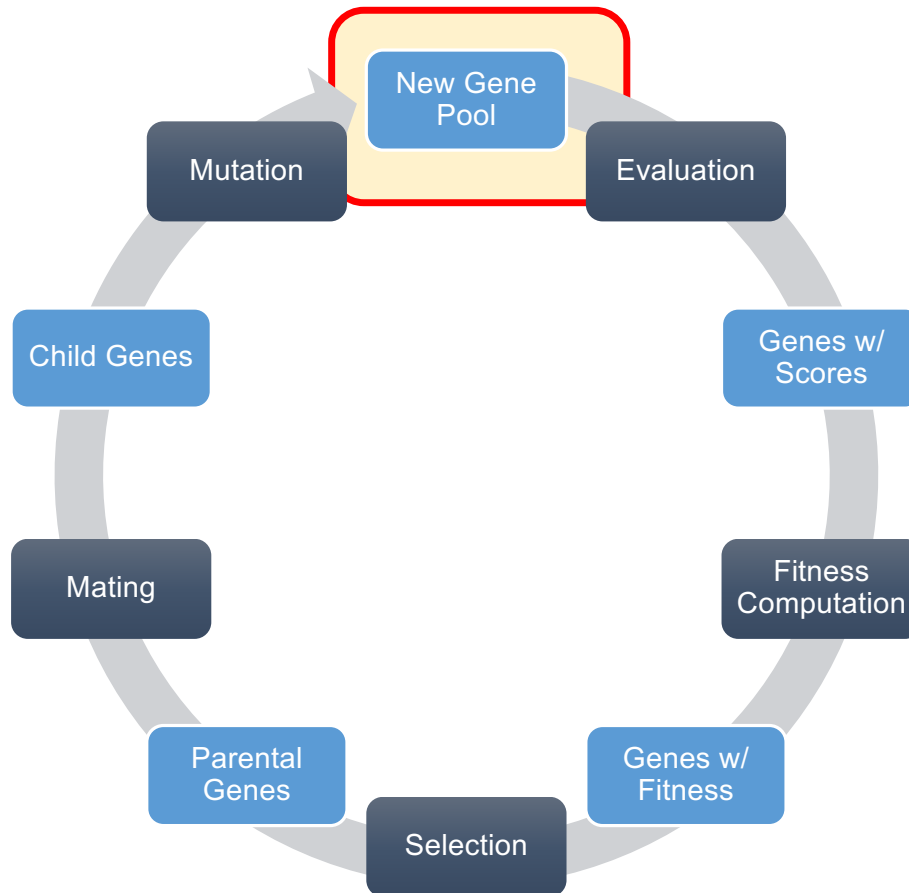 New Gene
Pool
Evaluation
Genes w/
Scores
Fitness
Computation
Genes w/
Fitness
Selection
Parental
Genes
Mating
Child Genes
Mutation